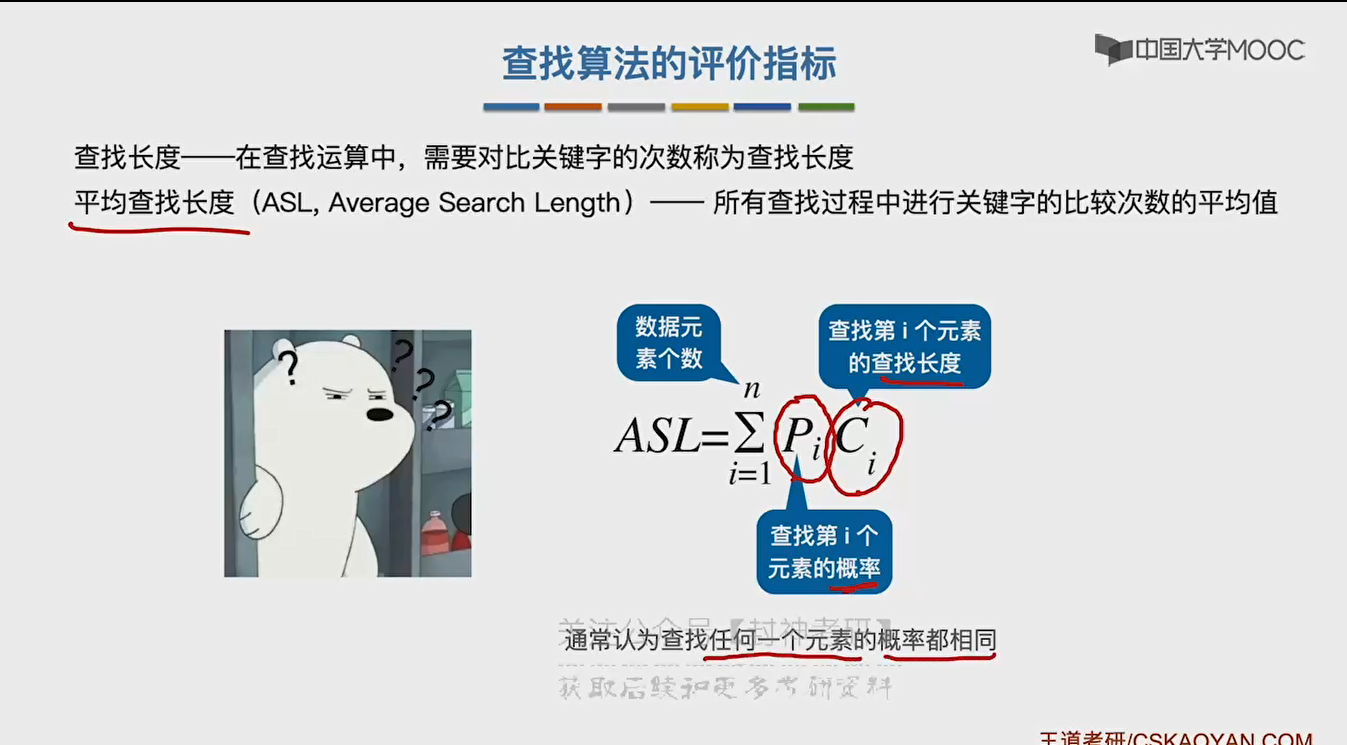 查找算法的评价指标
中国大学MOOC
查找长度——在查找运算中，需要对比关键字的次数称为查找长度
平均查找长度（ASL, Average Search Length）—— 所有查找过程中进行关键字的比较次数的平均值
数据元
素个数
查找第 i 个元素
的查找长度
? ? ? ?
n
ASL=∑ Pi Ci
i=1
查找第 i 个
元素的概率
关注公众号【封神考研】
通常认为查找任何一个元素的概率都相同
获取后续和更多考研资料
王道考研/CSKAOYAN.COM